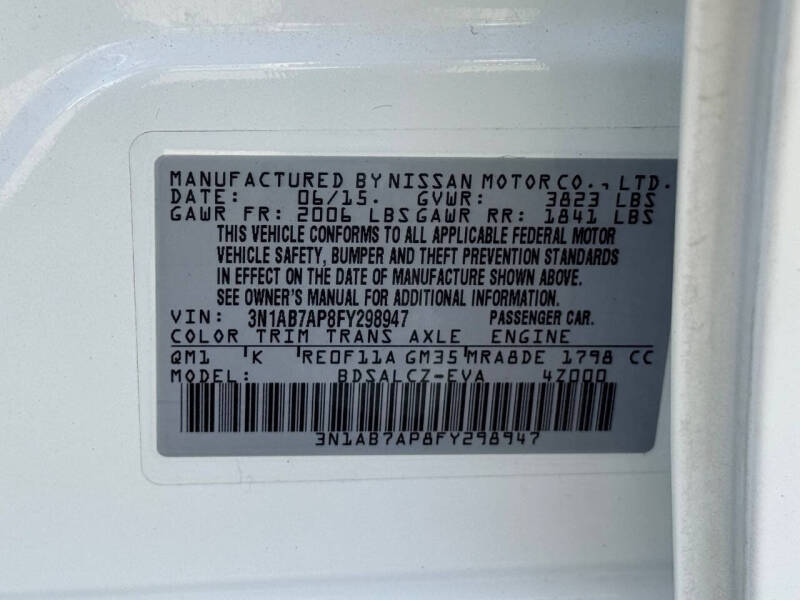 MANUFACTURED BY NISSAN MOTOR CO., LTD.
DATE: 06/15. GVWR: 3823 LBS
GAWR FR: 2006 LBS GAWR RR: 1841 LBS
THIS VEHICLE CONFORMS TO ALL APPLICABLE FEDERAL MOTOR
VEHICLE SAFETY, BUMPER AND THEFT PREVENTION STANDARDS
IN EFFECT ON THE DATE OF MANUFACTURE SHOWN ABOVE.
SEE OWNER'S MANUAL FOR ADDITIONAL INFORMATION.
VIN: 3N1AB7AP8FY298947 PASSENGER CAR.
COLOR TRIM TRANS AXLE ENGINE
QM1 K RE0F11A GM35 MRA8DE 1798 CC
MODEL: BDSALCZ-EVA 4Z000
3N1AB7AP8FY298947